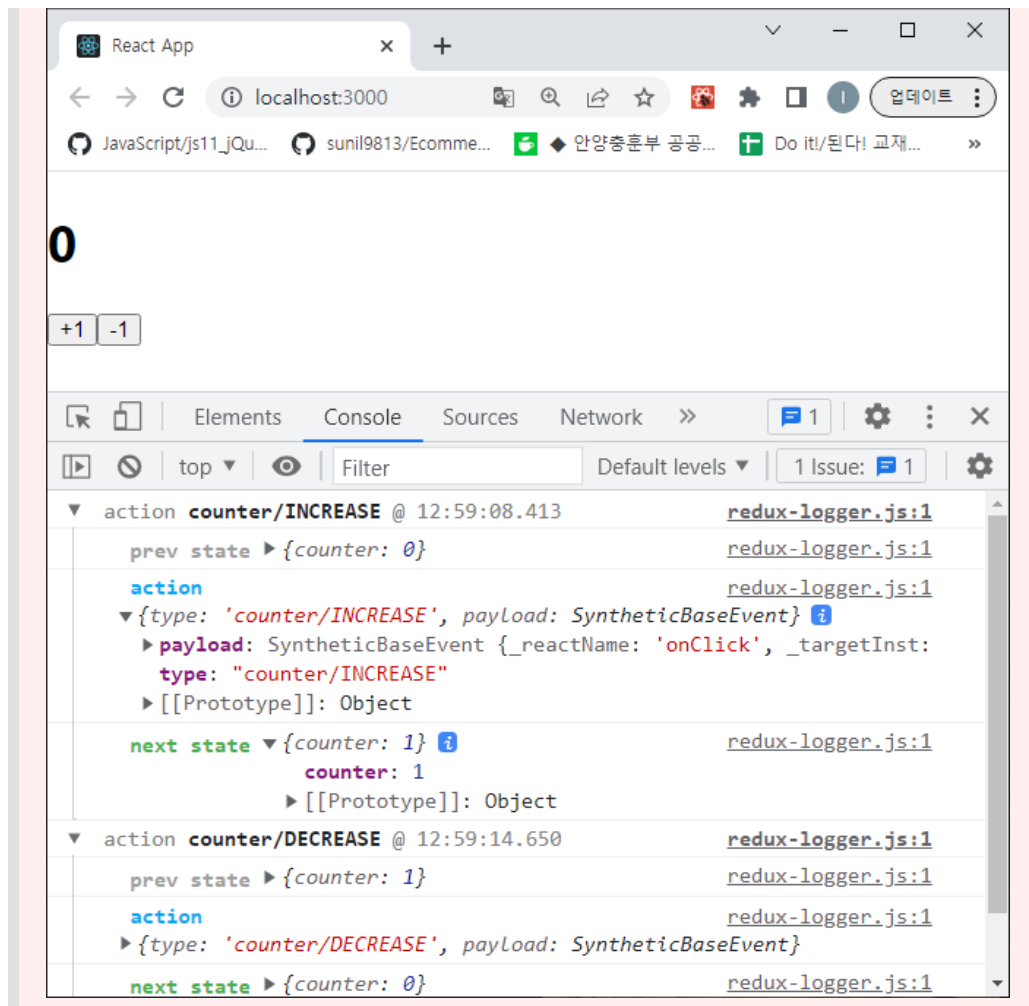 React App
localhost:3000
업데이트
JavaScript/js11_jQu... sunil9813/Ecomme... ◆ 안양충훈부 공공... Do it!/된다! 교재... »
0
+1 -1
Elements Console Sources Network » 1
top ▼ Filter Default levels ▼ 1 Issue: 1
▼ action counter/INCREASE @ 12:59:08.413 redux-logger.js:1
prev state ▶ {counter: 0} redux-logger.js:1
action redux-logger.js:1
▼ {type: 'counter/INCREASE', payload: SyntheticBaseEvent} i
▶ payload: SyntheticBaseEvent {_reactName: 'onClick', _targetInst:
type: "counter/INCREASE"
▶ [[Prototype]]: Object
next state ▼ {counter: 1} i redux-logger.js:1
counter: 1
▶ [[Prototype]]: Object
▼ action counter/DECREASE @ 12:59:14.650 redux-logger.js:1
prev state ▶ {counter: 1} redux-logger.js:1
action redux-logger.js:1
▶ {type: 'counter/DECREASE', payload: SyntheticBaseEvent}
next state ▶ {counter: 0} redux-logger.js:1